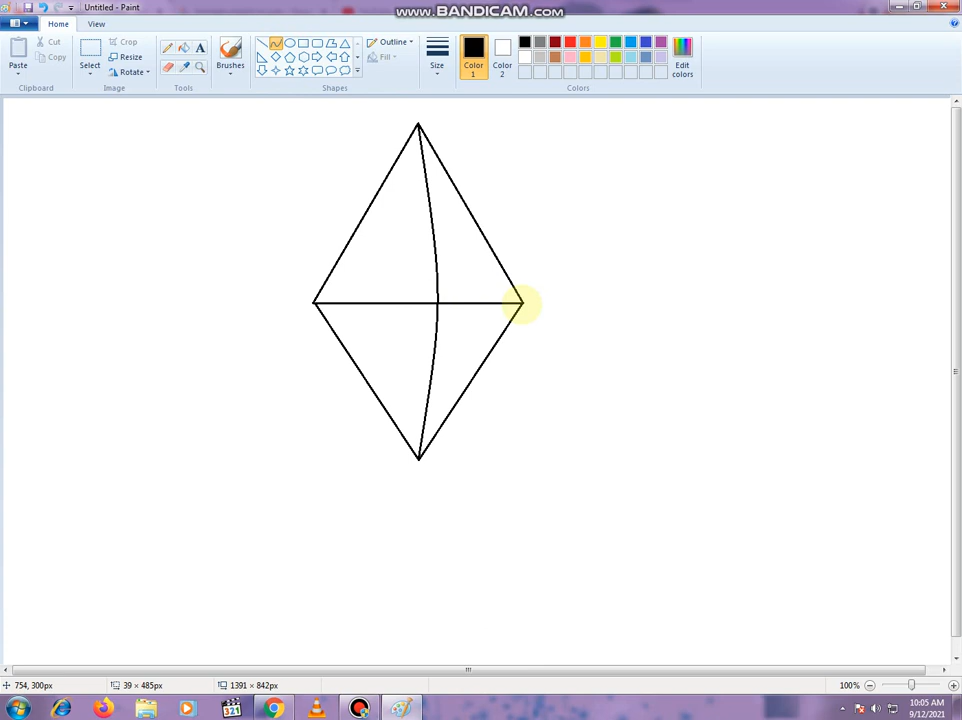 Untitled - Paint
www.BANDICAM.com
Home
View
Paste
Cut
Copy
Clipboard
Select
Crop
Resize
Rotate
Image
A
Tools
Brushes
Outline
Fill
Shapes
Size
Color
1
Color
2
Edit
colors
Colors
754, 300px
39 × 485px
1391 × 842px
100%
321
10:05 AM
9/12/2021